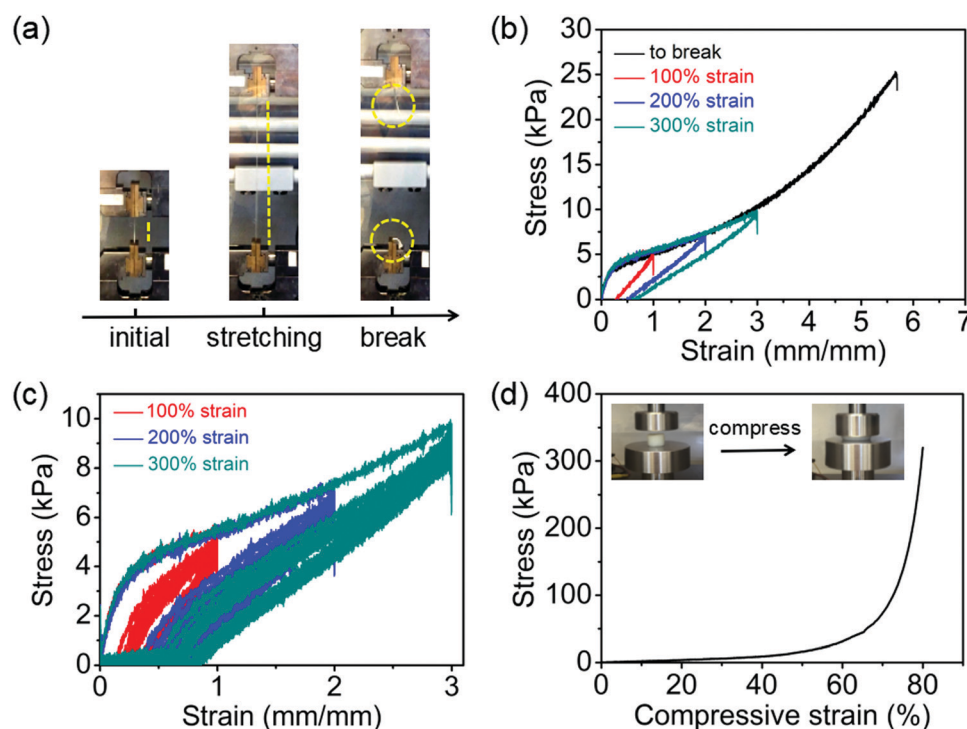 (a)
initial
stretching
break
(b)
Stress (kPa)
30
25
20
15
10
5
0
to break
100% strain
200% strain
300% strain
0 1 2 3 4 5 6 7
Strain (mm/mm)
(c)
Stress (kPa)
10
8
6
4
2
0
100% strain
200% strain
300% strain
0 1 2 3
Strain (mm/mm)
(d)
Stress (kPa)
400
300
200
100
0
compress
0 20 40 60 80 100
Compressive strain (%)